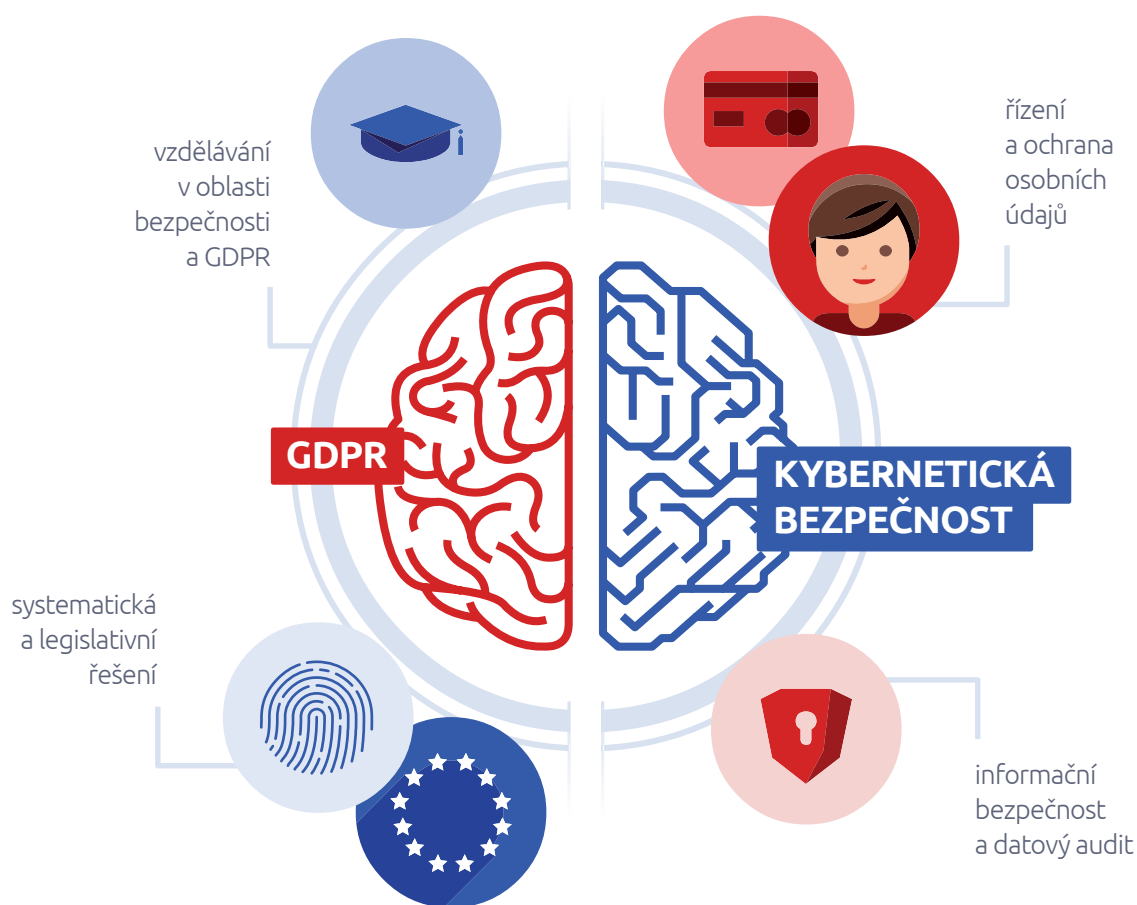 vzdělávání
v oblasti
bezpečnosti
a GDPR
řízení
a ochrana
osobních
údajů
GDPR
KYBERNETICKÁ
BEZPEČNOST
systematická
a legislativní
řešení
informační
bezpečnost
a datový audit